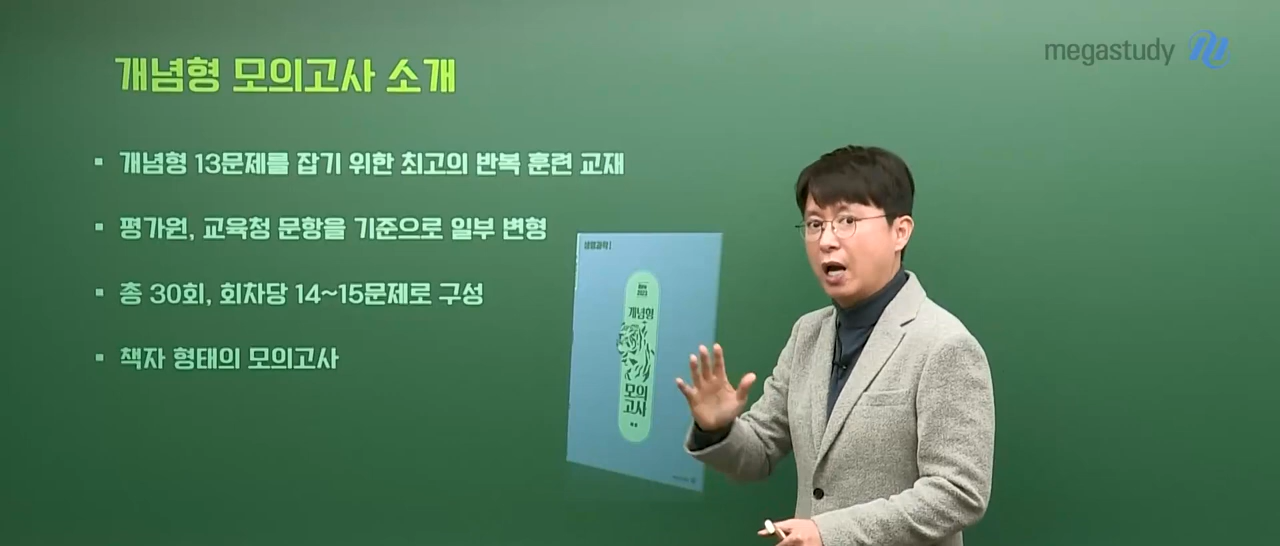 megastudy
개념형 모의고사 소개
개념형 13문제를 잡기 위한 최고의 반복 훈련 교재
평가원, 교육청 문항을 기준으로 일부 변형
총 30회, 회차당 14~15문제로 구성
책자 형태의 모의고사
생명과학 I
2023
개념형
모의
고사